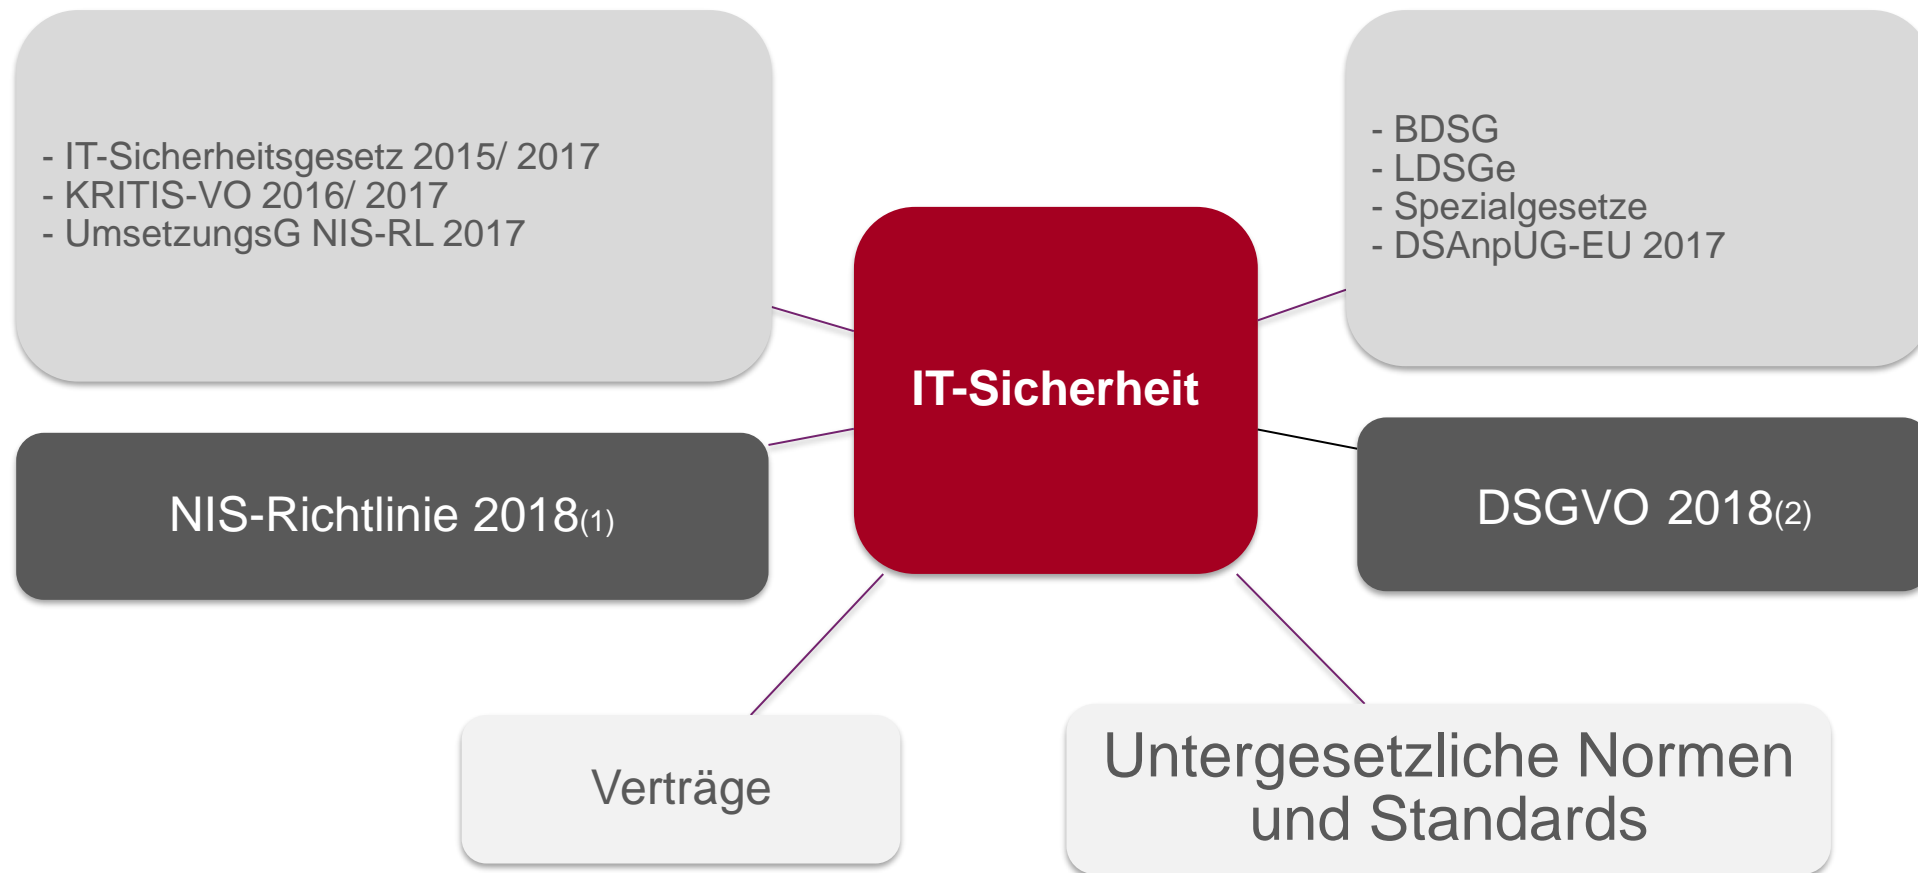 - IT-Sicherheitsgesetz 2015/ 2017
- KRITIS-VO 2016/ 2017
- UmsetzungsG NIS-RL 2017
- BDSG
- LDSGe
- Spezialgesetze
- DSAnpUG-EU 2017
IT-Sicherheit
NIS-Richtlinie 2018(1)
DSGVO 2018(2)
Verträge
Untergesetzliche Normen
und Standards